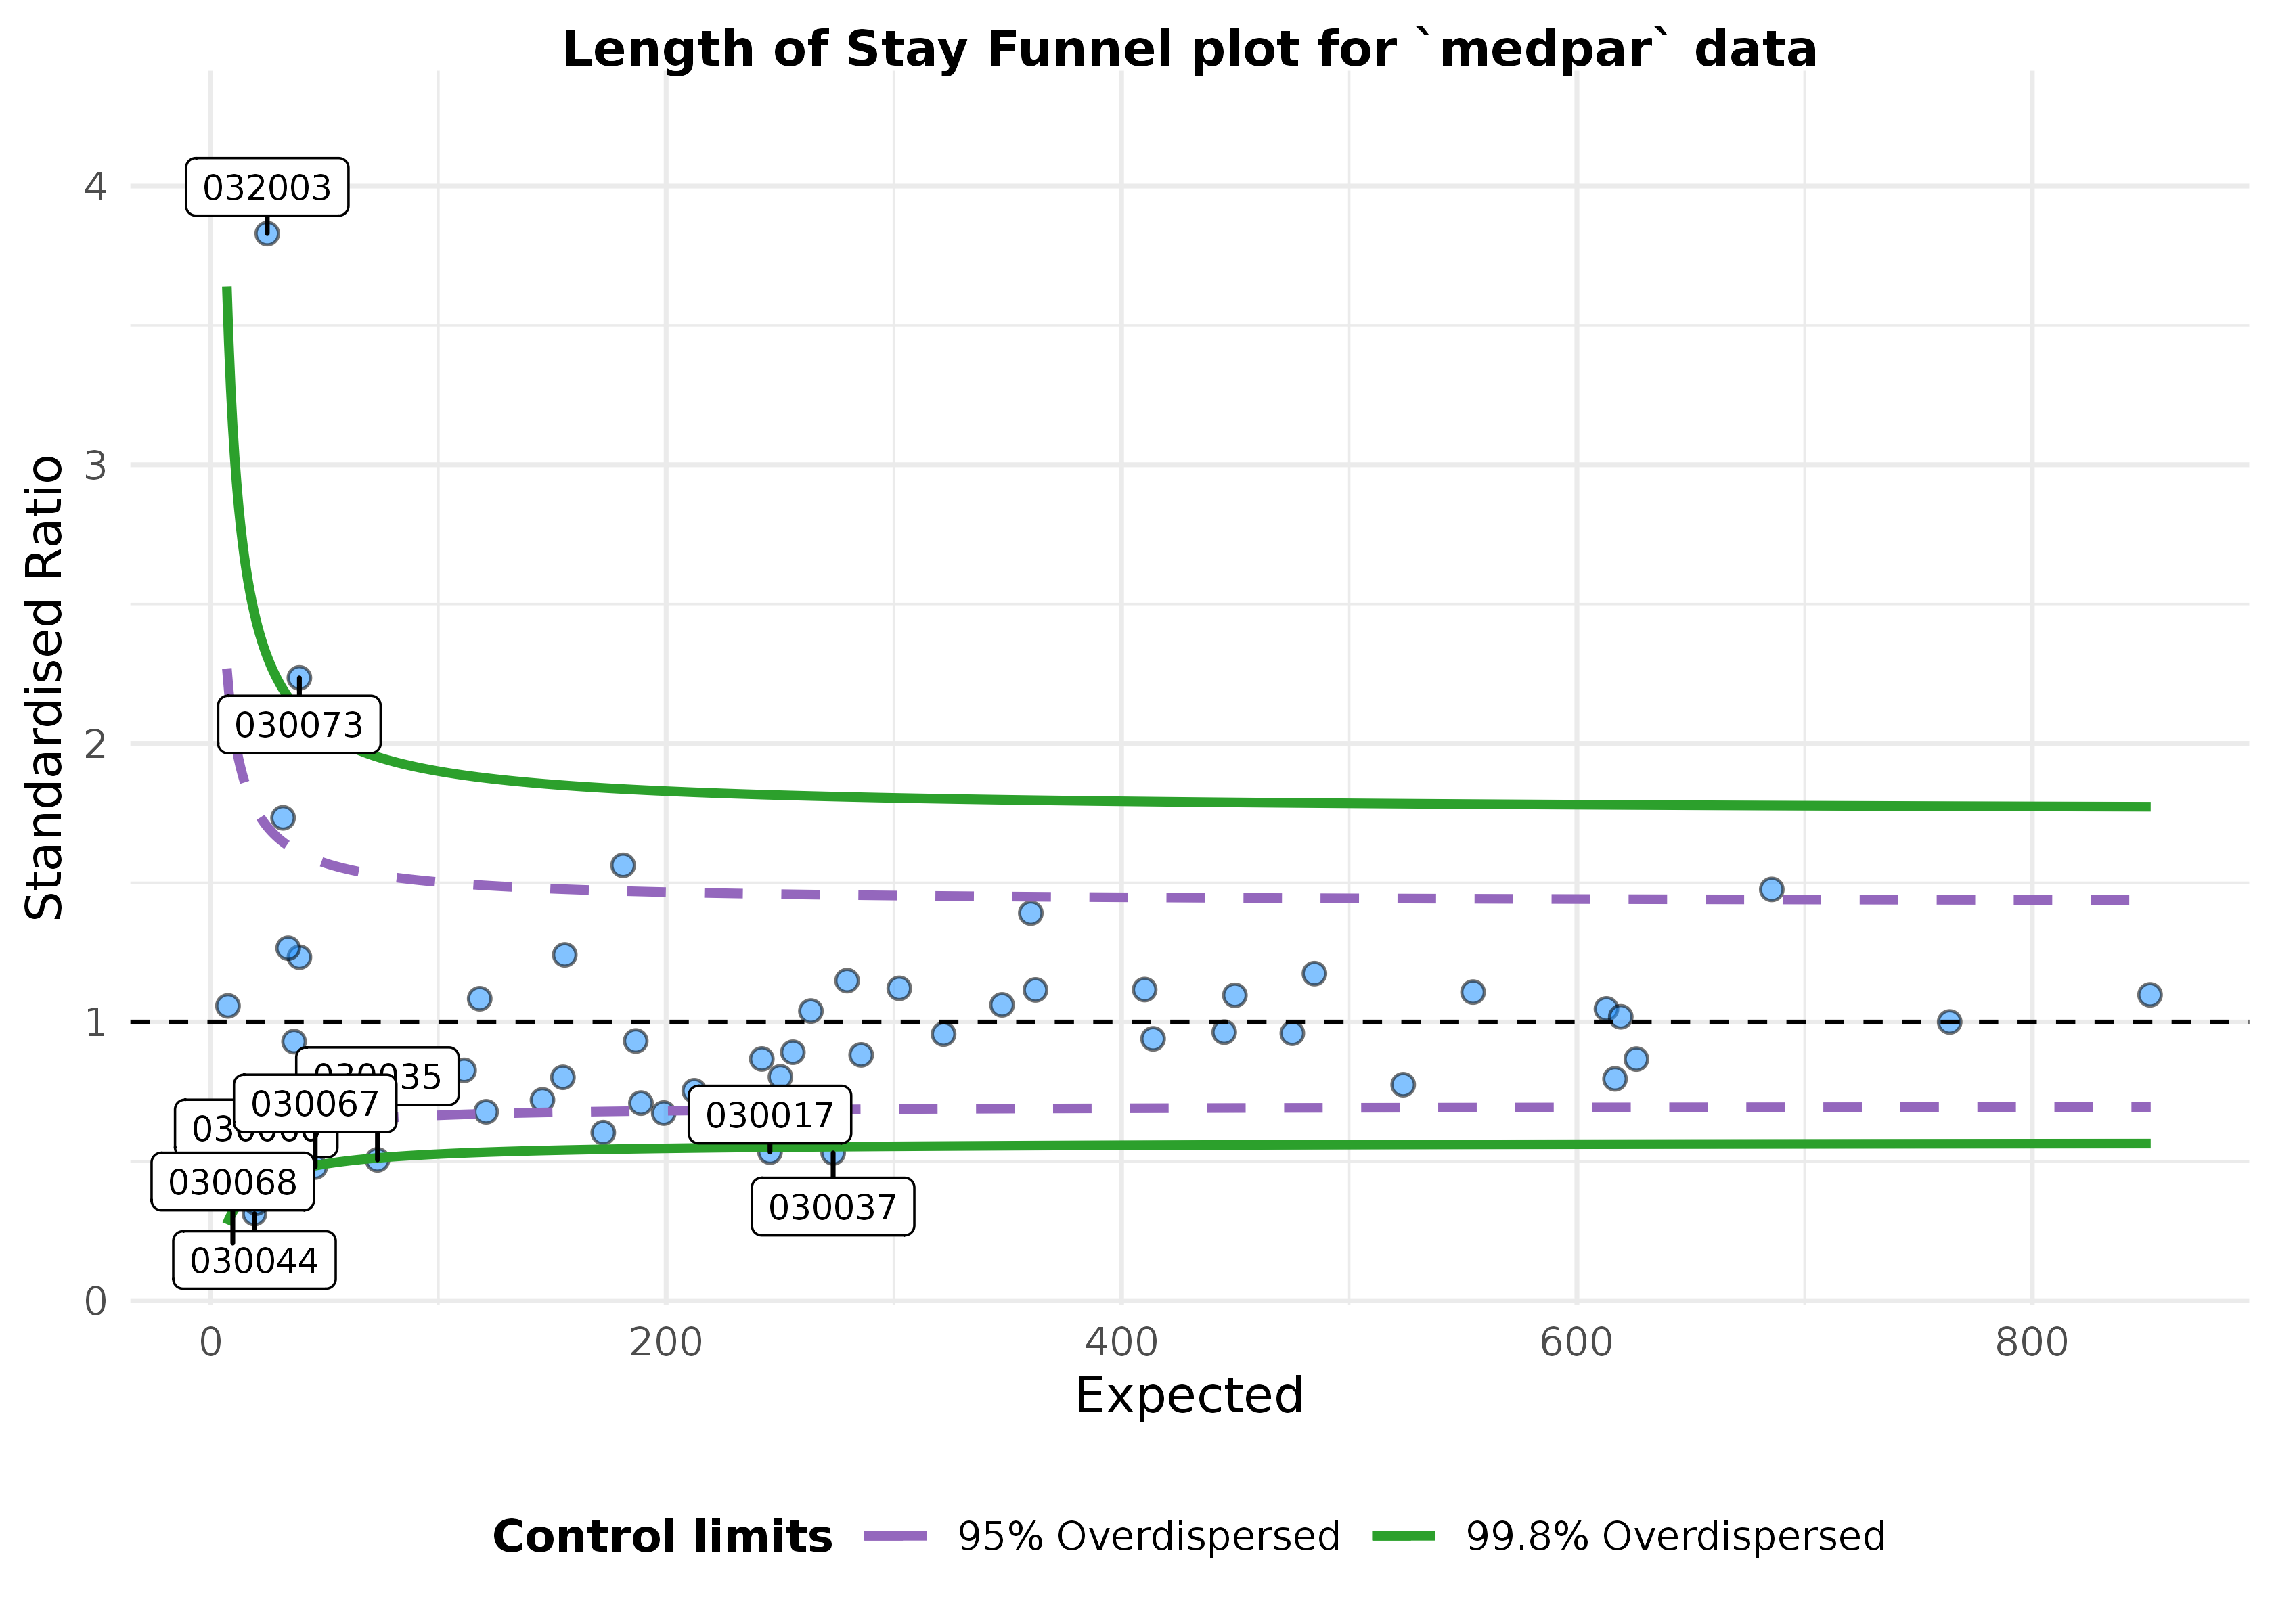 Length of Stay Funnel plot for `medpar` data
Standardised Ratio
4
3
2
1
0
032003
030073
030067
030017
030068
030037
030044
0 200 400 600 800
Expected
Control limits 95% Overdispersed 99.8% Overdispersed